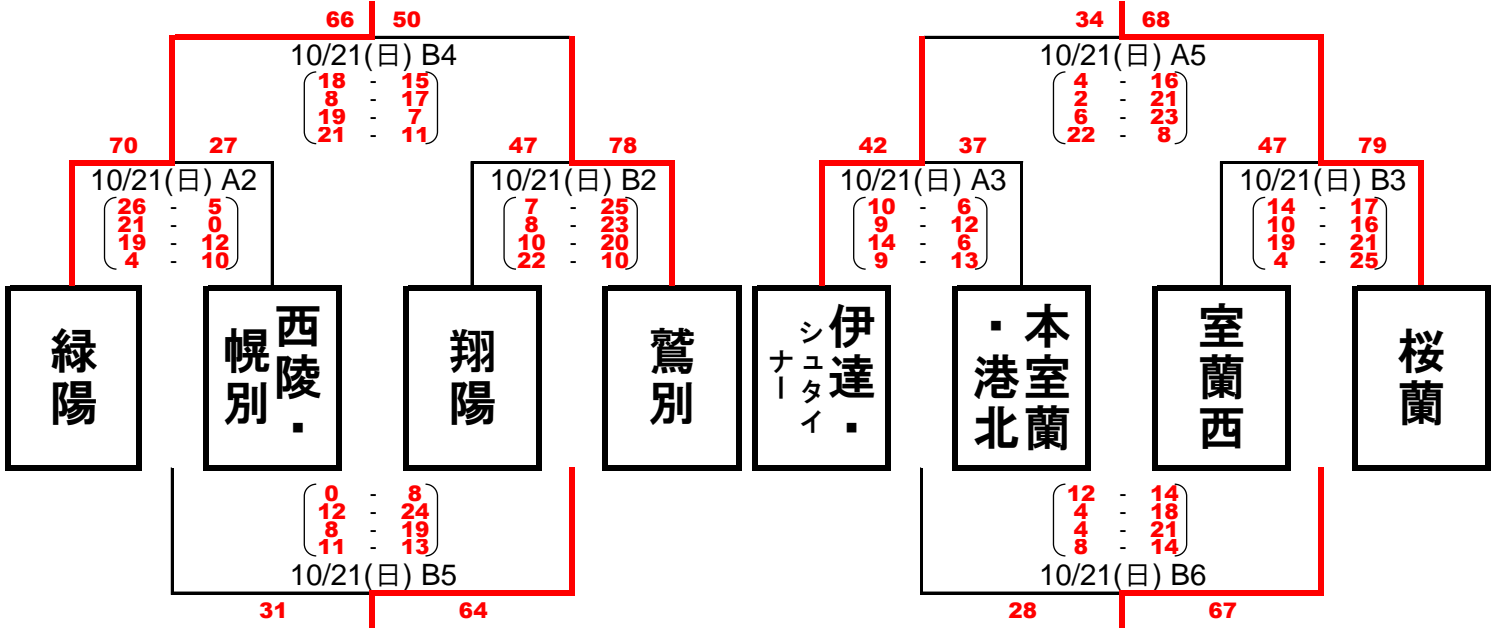 66 50
34 68
10/21(日) B4
10/21(日) A5
18 - 15
8 - 17
19 - 7
21 - 11
4 - 16
2 - 21
6 - 23
22 - 8
70 27
47 78
42 37
47 79
10/21(日) A2
10/21(日) B2
10/21(日) A3
10/21(日) B3
26 - 5
21 - 0
19 - 12
4 - 10
7 - 25
8 - 23
10 - 20
22 - 10
10 - 6
9 - 12
14 - 6
9 - 13
14 - 17
10 - 16
19 - 21
4 - 25
緑陽
西陵・
幌別
翔陽
鷲別
伊達・
シュタイ
ナー
本室蘭
・港北
室蘭西
桜蘭
0 - 8
12 - 24
8 - 19
11 - 13
12 - 14
4 - 18
4 - 21
8 - 14
10/21(日) B5
10/21(日) B6
31 64
28 67